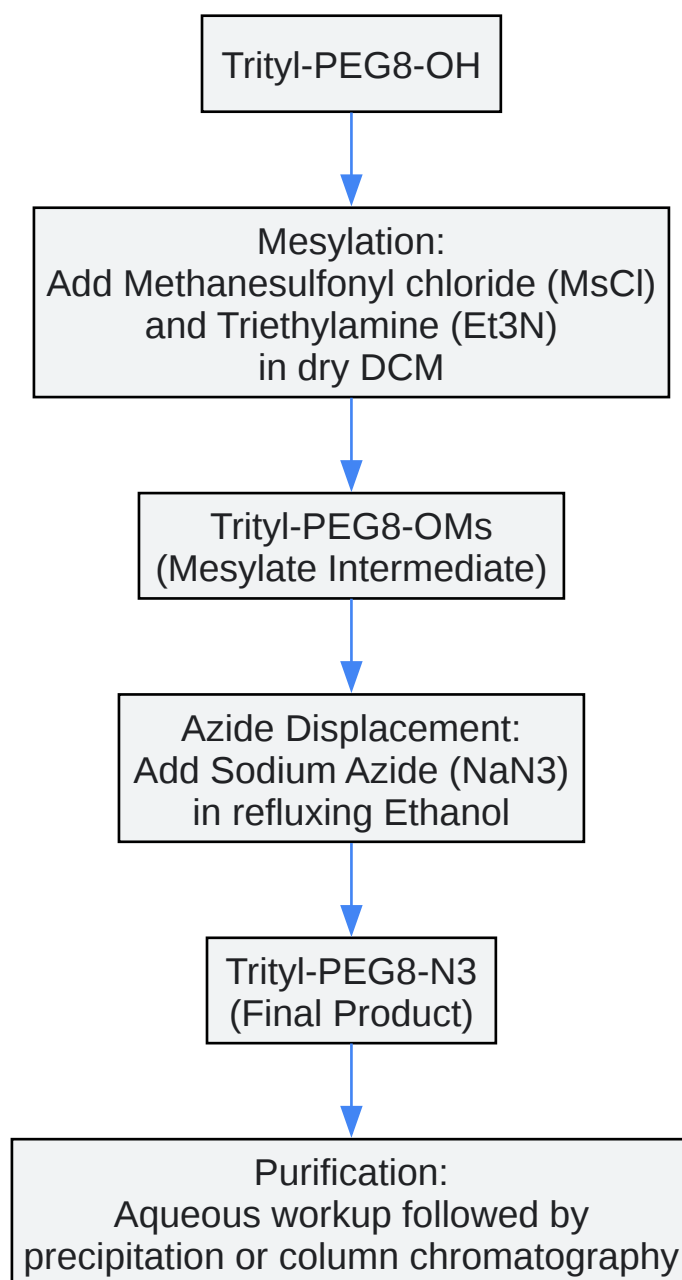 Trityl-PEG8-OH
Mesylation:
Add Methanesulfonyl chloride (MsCl)
and Triethylamine (Et3N)
in dry DCM
Trityl-PEG8-OMs
(Mesylate Intermediate)
Azide Displacement:
Add Sodium Azide (NaN3)
in refluxing Ethanol
Trityl-PEG8-N3
(Final Product)
Purification:
Aqueous workup followed by
precipitation or column chromatography